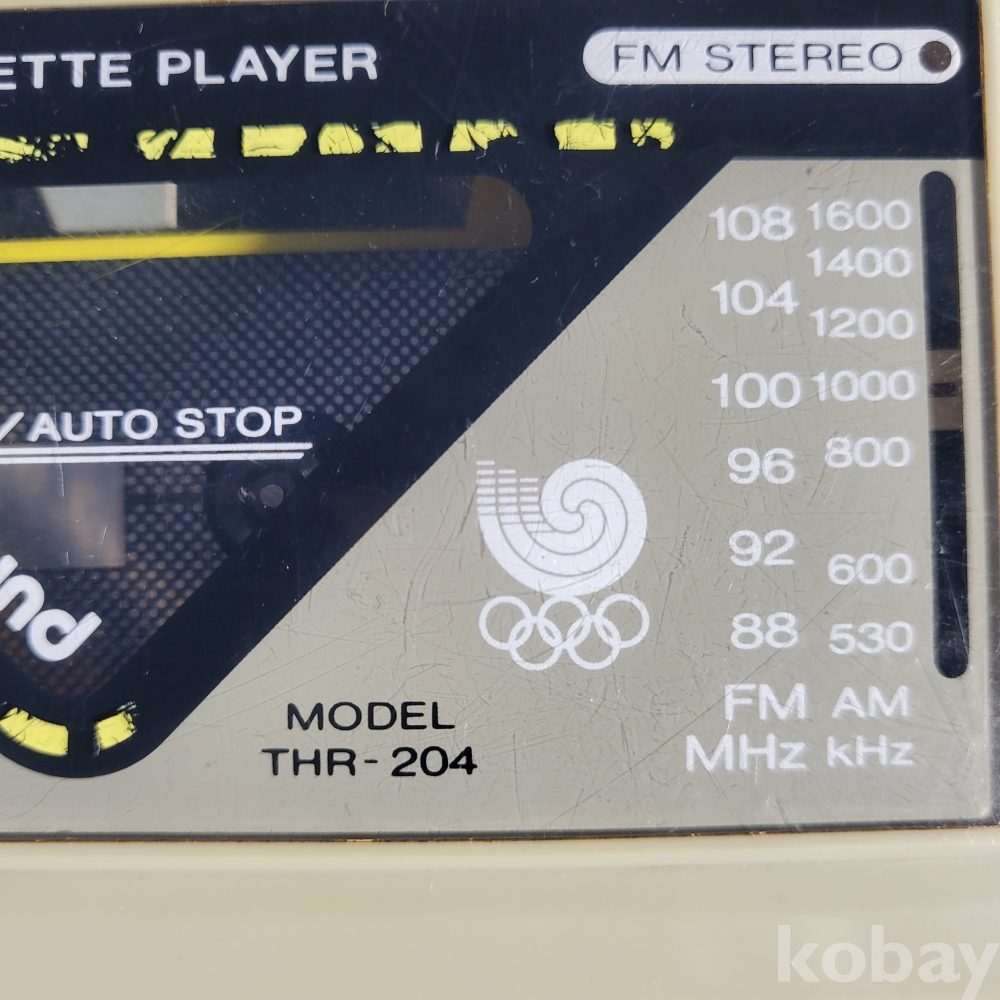 ETTE PLAYER
FM STEREO
/AUTO STOP
und
108 1600
1400
104 1200
100 1000
96 800
92 600
88 530
FM AM
MHz kHz
MODEL
THR-204
kobay